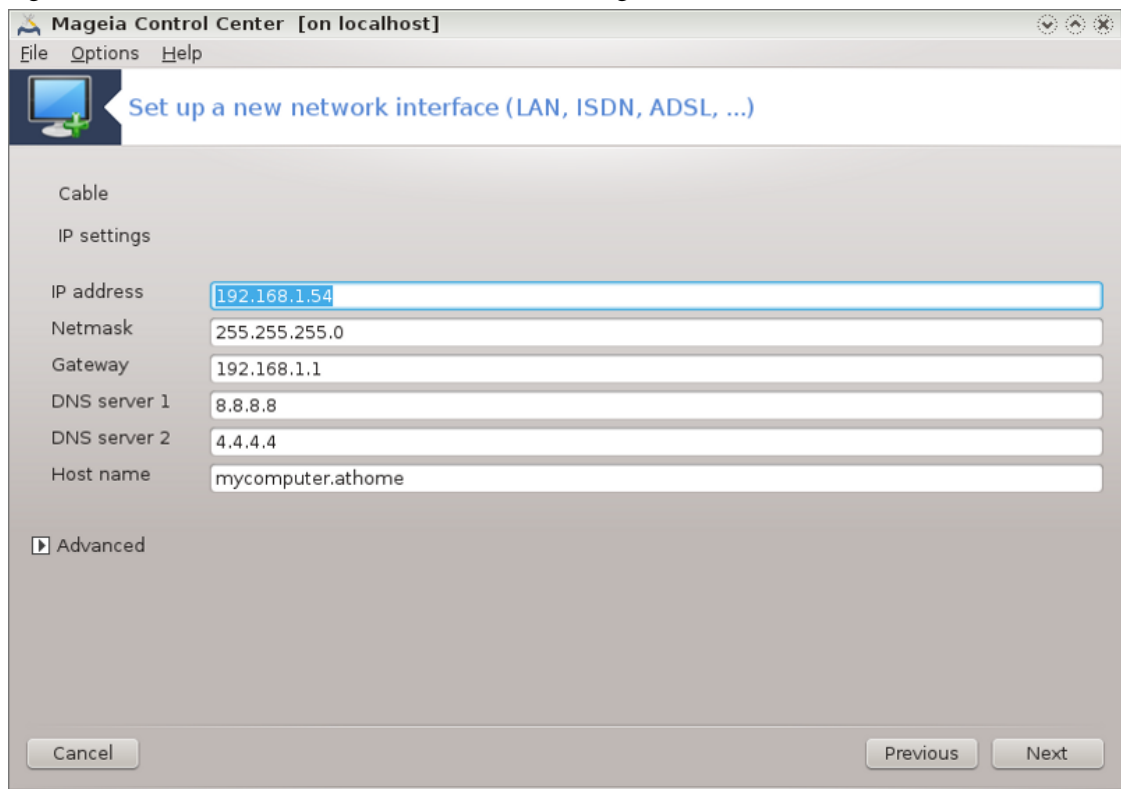 Mageia Control Center [on localhost]
File Options Help
Set up a new network interface (LAN, ISDN, ADSL, ...)
Cable
IP settings
IP address 192.168.1.54
Netmask 255.255.255.0
Gateway 192.168.1.1
DNS server 1 8.8.8.8
DNS server 2 4.4.4.4
Host name mycomputer.athome
Advanced
Cancel Previous Next